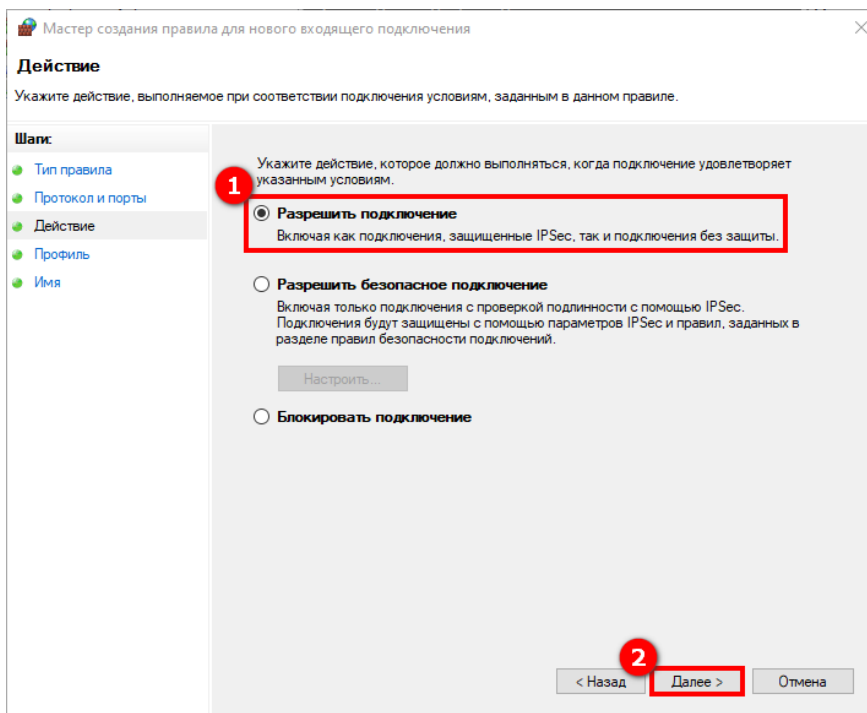 Мастер создания правила для нового входящего подключения
Действие
Укажите действие, выполняемое при соответствии подключения условиям, заданным в данном правиле.
Шаги:
Тип правила
Протокол и порты
Действие
Профиль
Имя
Укажите действие, которое должно выполняться, когда подключение удовлетворяет
указанным условиям.
1
Разрешить подключение
Включая как подключения, защищенные IPSec, так и подключения без защиты.
Разрешить безопасное подключение
Включая только подключения с проверкой подлинности с помощью IPSec.
Подключения будут защищены с помощью параметров IPSec и правил, заданных в
разделе правил безопасности подключений.
Настроить...
Блокировать подключение
2
< Назад
Далее >
Отмена